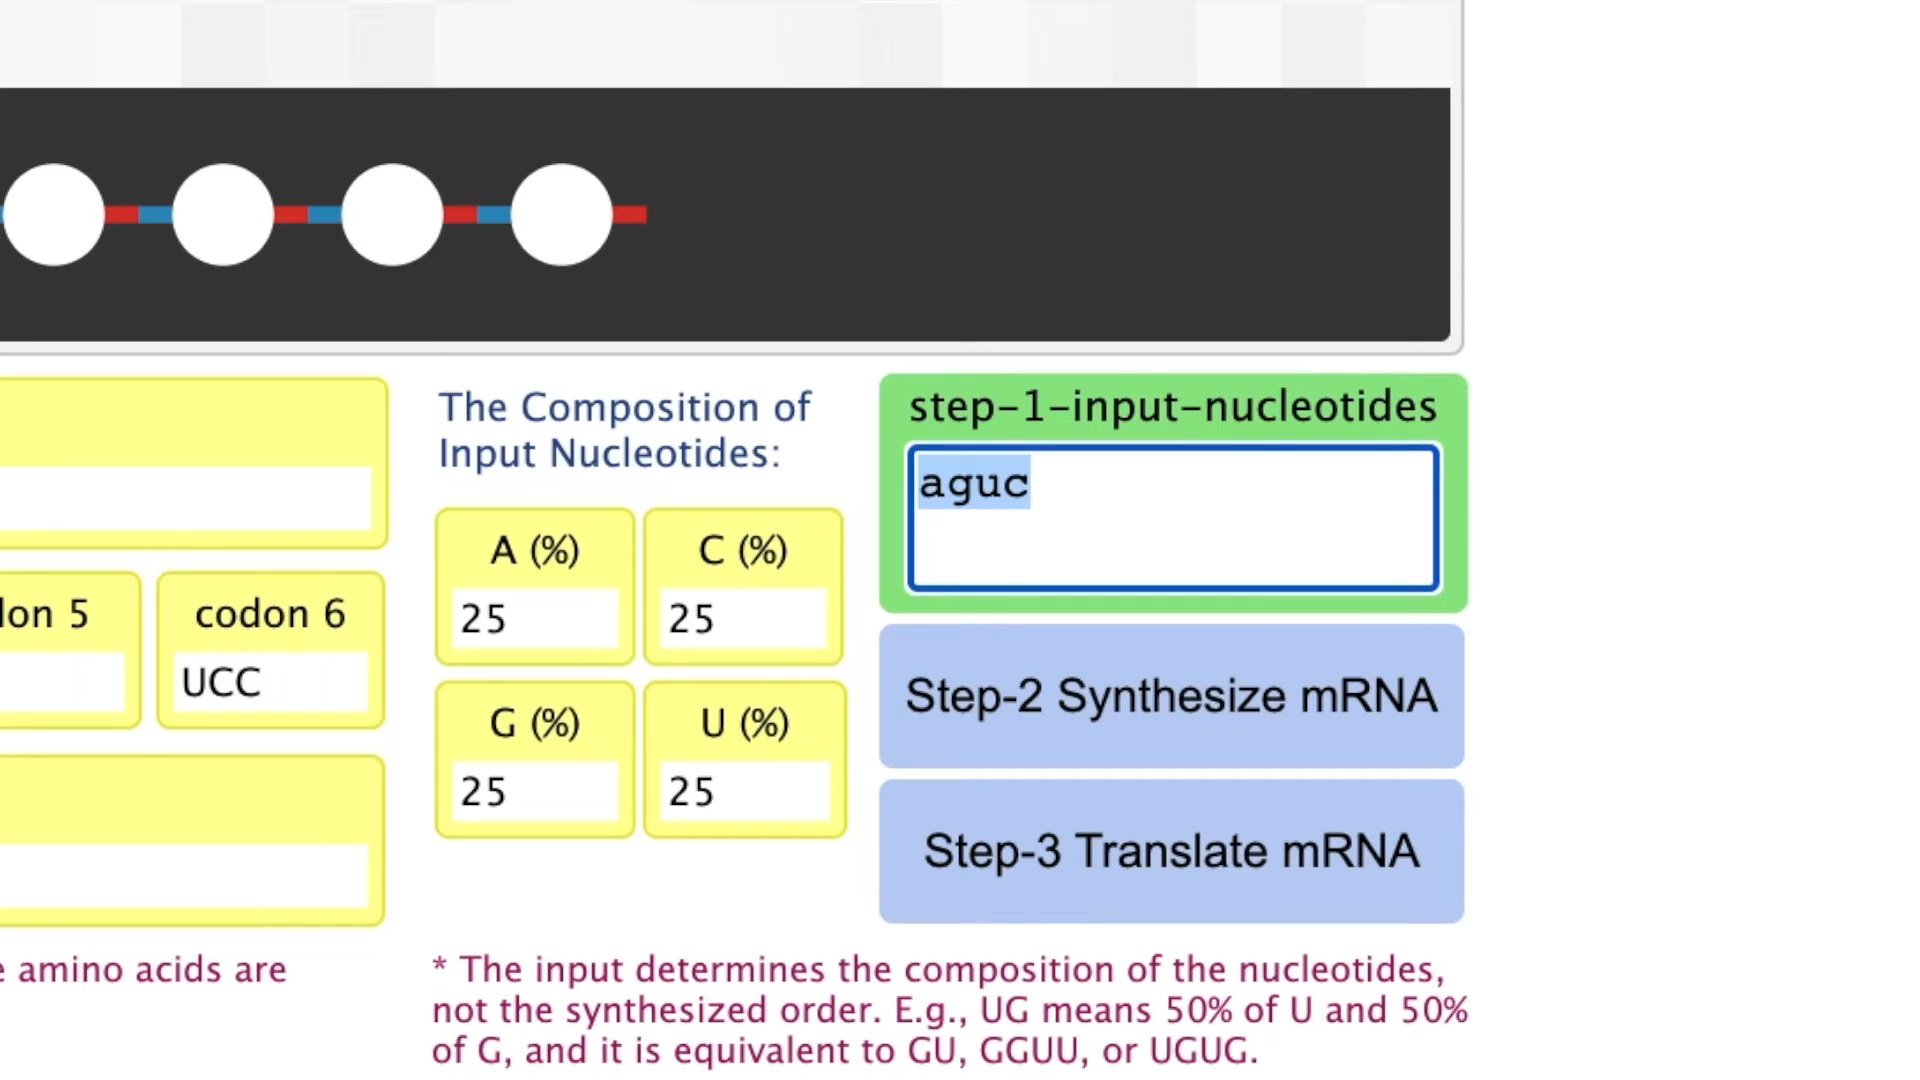 The Composition of
Input Nucleotides:
step-1-input-nucleotides
aguc
A (%)
C (%)
25
25
codon 6
UCC
G (%)
U (%)
25
25
Step-2 Synthesize mRNA
Step-3 Translate mRNA
5
amino acids are
* The input determines the composition of the nucleotides,
not the synthesized order. E.g., UG means 50% of U and 50%
of G, and it is equivalent to GU, GGUU, or UGUG.